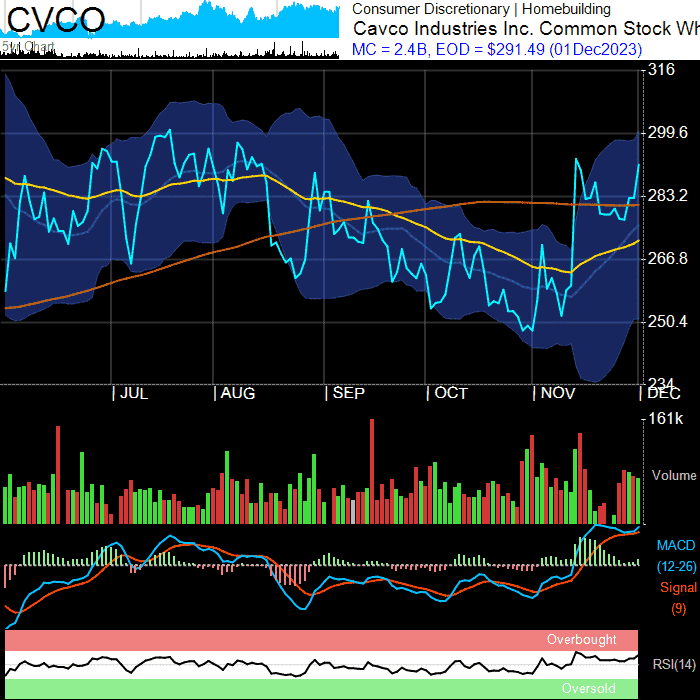 CVCO
5yr Chart
Consumer Discretionary | Homebuilding
Cavco Industries Inc. Common Stock Wh
MC = 2.4B, EOD = $291.49 (01Dec2023)
316
299.6
283.2
266.8
250.4
234
JUL
AUG
SEP
OCT
NOV
DEC
161k
Volume
MACD
(12-26)
Signal
(9)
Overbought
RSI(14)
Oversold